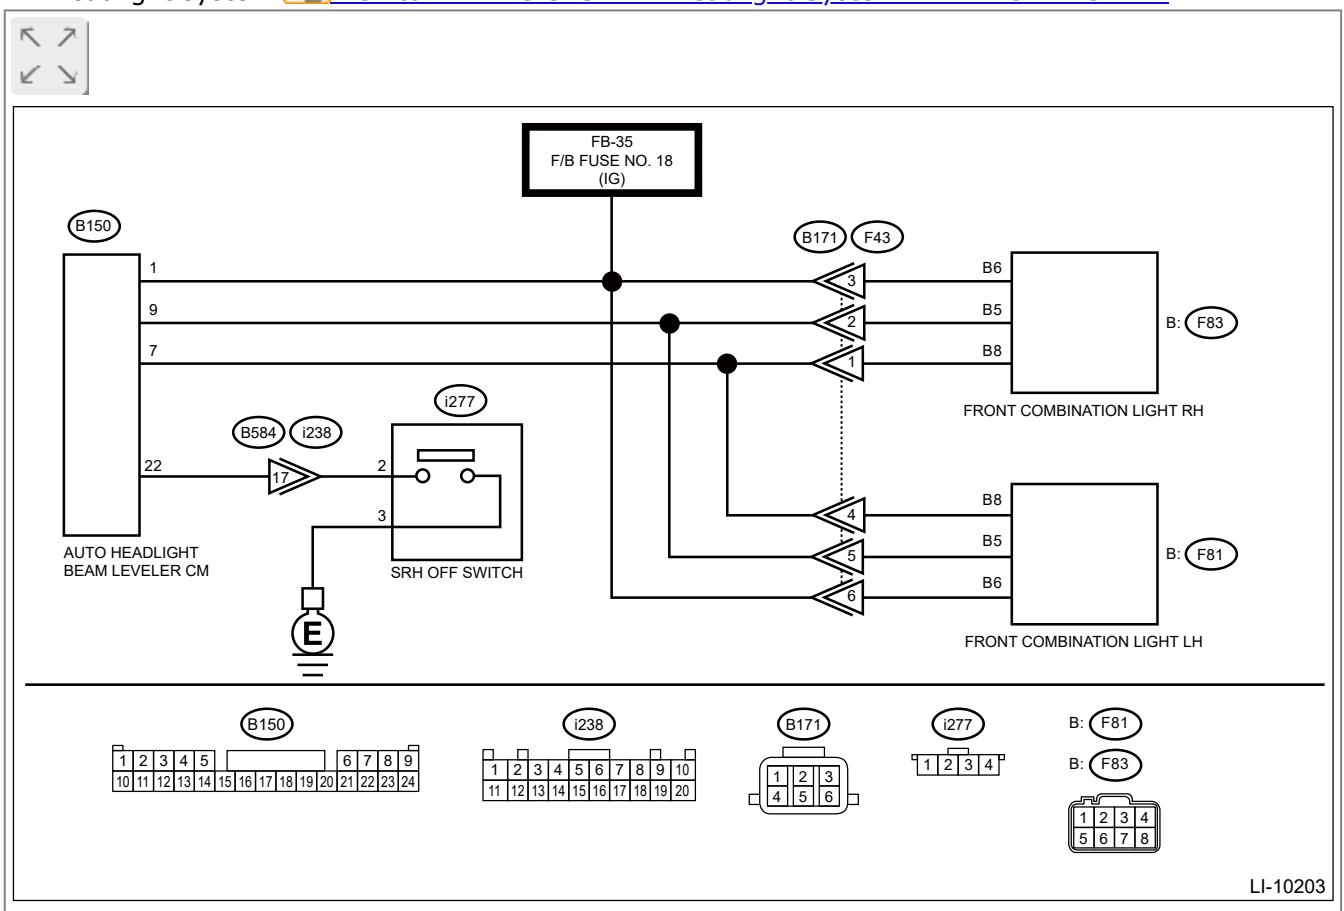 FB-35
F/B FUSE NO. 18
(IG)
B150
B171 F43
1
3
B6
9
2
B5
B: F83
7
1
B8
FRONT COMBINATION LIGHT RH
i277
B584 i238
22
17
2
3
B8
4
B5
5
B: F81
B6
6
AUTO HEADLIGHT
BEAM LEVELER CM
SRH OFF SWITCH
E
FRONT COMBINATION LIGHT LH
B150
1 2 3 4 5 6 7 8 9
10 11 12 13 14 15 16 17 18 19 20 21 22 23 24
i238
1 2 3 4 5 6 7 8 9 10
11 12 13 14 15 16 17 18 19 20
B171
1 2 3
4 5 6
i277
1 2 3 4
B: F81
B: F83
1 2 3 4
5 6 7 8
LI-10203